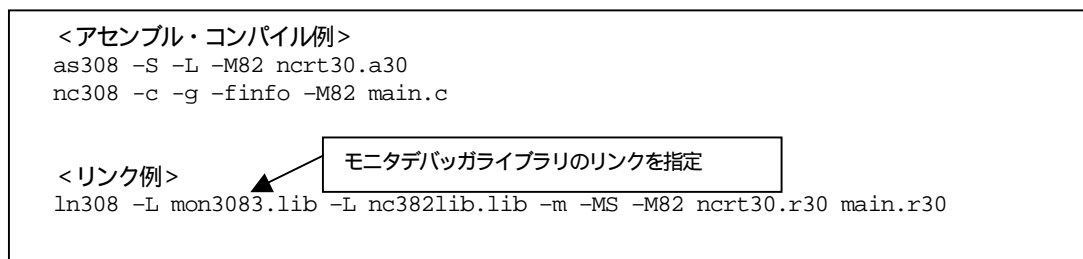 <アセンブル・コンパイル例>
as308 –S –L –M82 ncrt30.a30
nc308 –c –g –finfo –M82 main.c
モニタデバッガライブラリのリンクを指定
<リンク例>
ln308 –L mon3083.lib –L nc382lib.lib –m –MS –M82 ncrt30.r30 main.r30